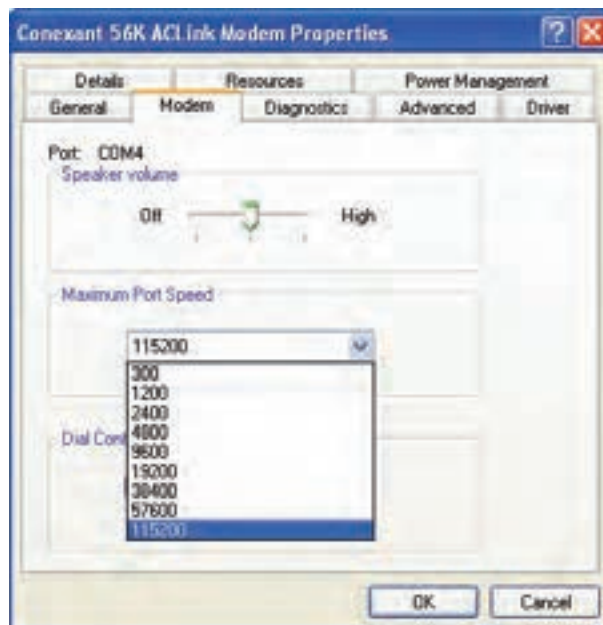 Conexant 56K ACLink Modem Properties
Details Resources Power Management
General Modem Diagnostics Advanced Driver
Port: COM4
Speaker volume
Off High
Maximum Port Speed
115200
300
1200
2400
4800
9600
19200
38400
57600
115200
Dial Cont
OK Cancel